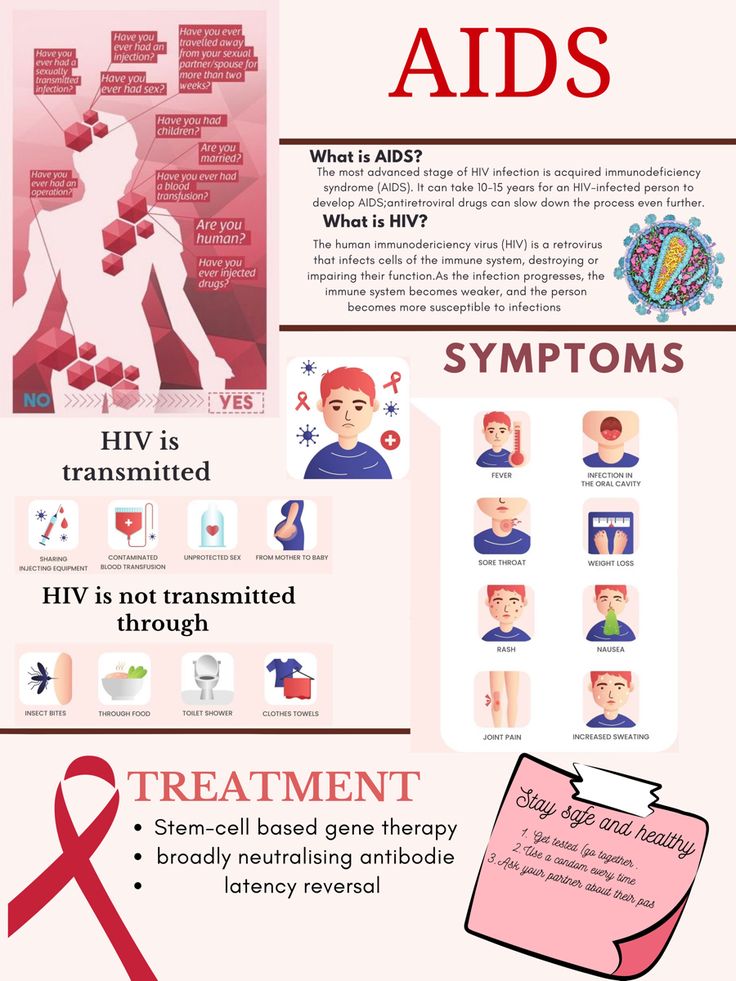 Have you
ever had a
sexually
transmitted
infection?
Have you
ever had an
injection?
Have you ever
travelled away
from your sexual
partner/spouse for
more than two
weeks?
Have you
ever had sex?
Have you had
children?
Are you
married?
Have you
ever had an
operation?
Have you ever had
a blood
transfusion?
Are you
human?
Have you
ever injected
drugs?
NO
YES
AIDS
What is AIDS?
The most advanced stage of HIV infection is acquired immunodeficiency
syndrome (AIDS). It can take 10-15 years for an HIV-infected person to
develop AIDS;antiretroviral drugs can slow down the process even further.
What is HIV?
The human immunodericiency virus (HIV) is a retrovirus
that infects cells of the immune system, destroying or
impairing their function.As the infection progresses, the
immune system becomes weaker, and the person
becomes more susceptible to infections
HIV is
transmitted
SHARING
INJECTING EQUIPMENT
CONTAMINATED
BLOOD TRANSFUSION
UNPROTECTED SEX
FROM MOTHER TO BABY
HIV is not transmitted
through
INSECT BITES
THROUGH FOOD
TOILET SHOWER
CLOTHES TOWELS
SYMPTOMS
FEVER
INFECTION IN
THE ORAL CAVITY
SORE THROAT
WEIGHT LOSS
RASH
NAUSEA
JOINT PAIN
INCREASED SWEATING
TREATMENT
• Stem-cell based gene therapy
• broadly neutralising antibodie
• latency reversal
Stay safe and healthy
1. Get tested (go together .
2. Use a condom every time
3. Ask your partner about their pas